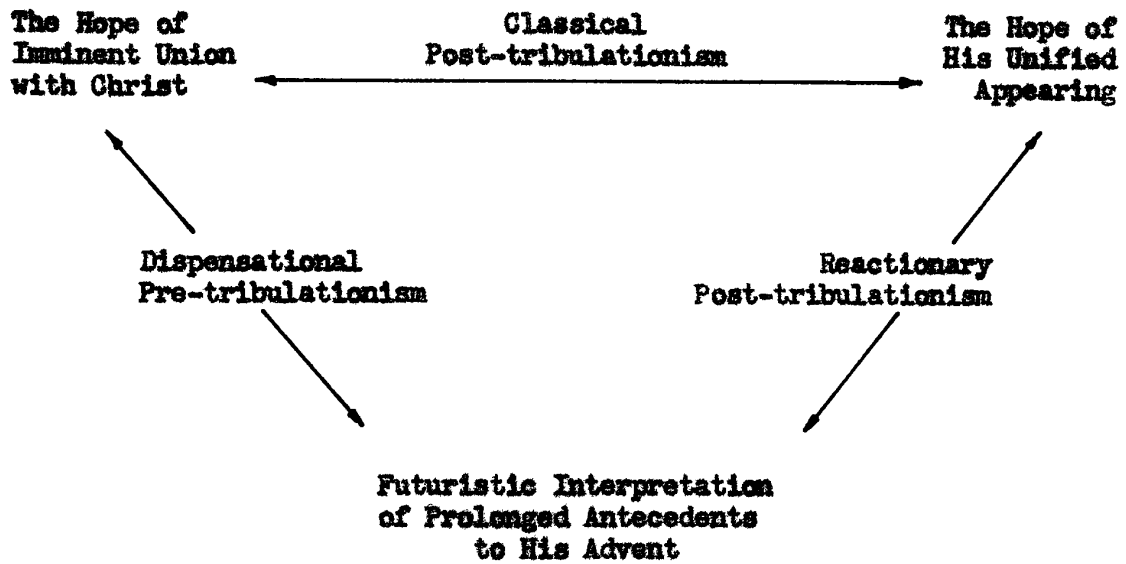 The Hope of
Imminent Union
with Christ
Classical
Post-tribulationism
The Hope of
His Unified
Appearing
Dispensational
Pre-tribulationism
Reactionary
Post-tribulationism
Futuristic Interpretation
of Prolonged Antecedents
to His Advent